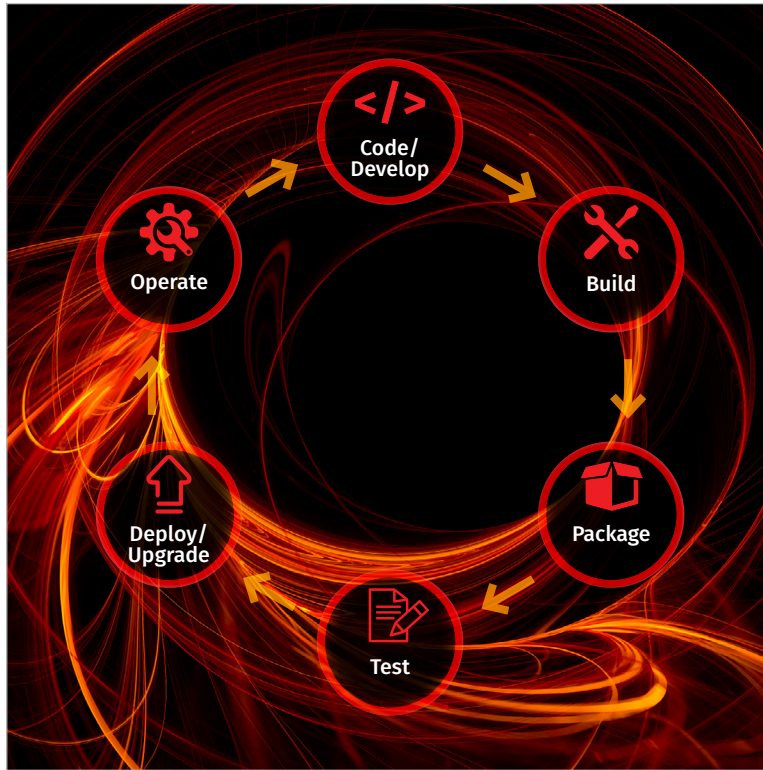 </>
Code/
Develop
Build
Package
Test
Deploy/
Upgrade
Operate